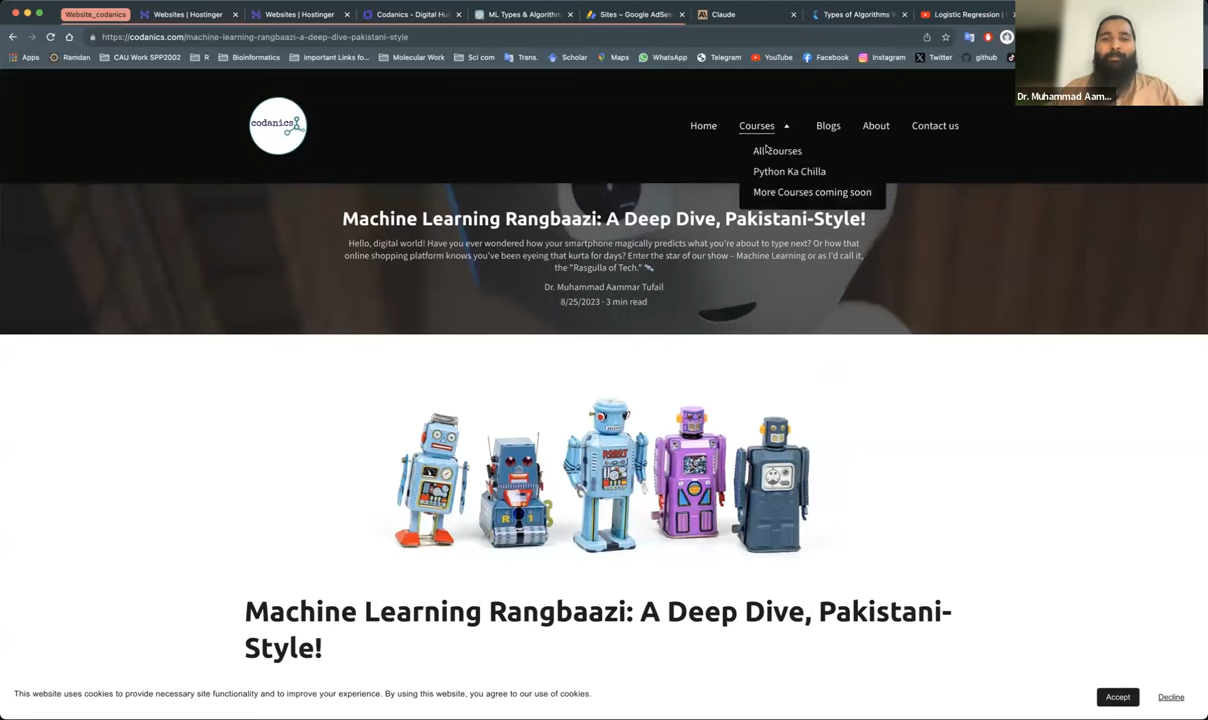 Website_codanics
Websites | Hostinger
Websites | Hostinger
Codanics - Digital Hu
ML Types & Algorithm
Sites – Google AdSen
Claude
Types of Algorithms
Logistic Regression |
https://codanics.com/machine-learning-rangbaazi-a-deep-dive-pakistani-style
Apps
Ramdan
CAU Work SPP2002
R
Bioinformatics
Important Links fo...
Molecular Work
Sci com
Trans.
Scholar
Maps
WhatsApp
Telegram
YouTube
Facebook
Instagram
Twitter
github
Dr. Muhammad Aam...
codanics
Home
Courses
Blogs
About
Contact us
All Courses
Python Ka Chilla
More Courses coming soon
Machine Learning Rangbaazi: A Deep Dive, Pakistani-Style!
Hello, digital world! Have you ever wondered how your smartphone magically predicts what you're about to type next? Or how that
online shopping platform knows you've been eyeing that kurta for days? Enter the star of our show – Machine Learning or as I'd call it,
the "Rasgulla of Tech."
Dr. Muhammad Aammar Tufail
8/25/2023 · 3 min read
ROBOT
R 1
Machine Learning Rangbaazi: A Deep Dive, Pakistani-
Style!
This website uses cookies to provide necessary site functionality and to improve your experience. By using this website, you agree to our use of cookies.
Accept
Decline